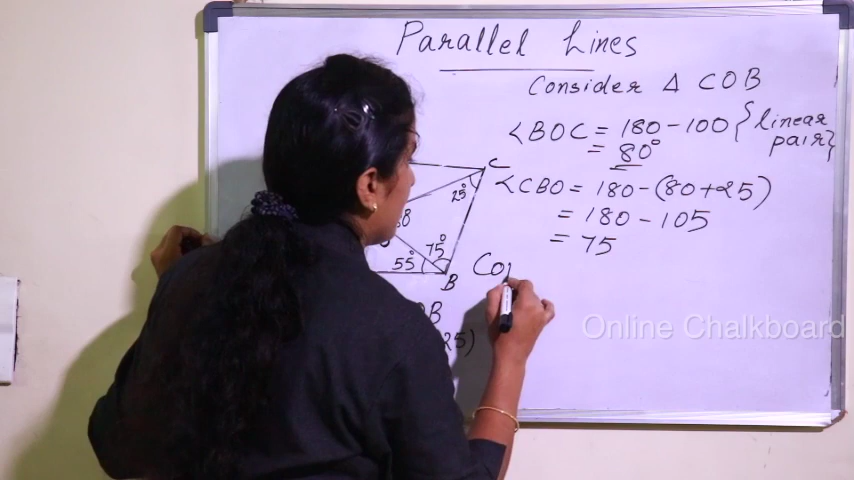 Parallel Lines
Consider Δ COB
<BOC = 180 - 100 {linear pair}
= 80°
<CBO = 180 - (80+25)
= 180 - 105
= 75
C
25°
75°
55°
B
25)
Online Chalkboard